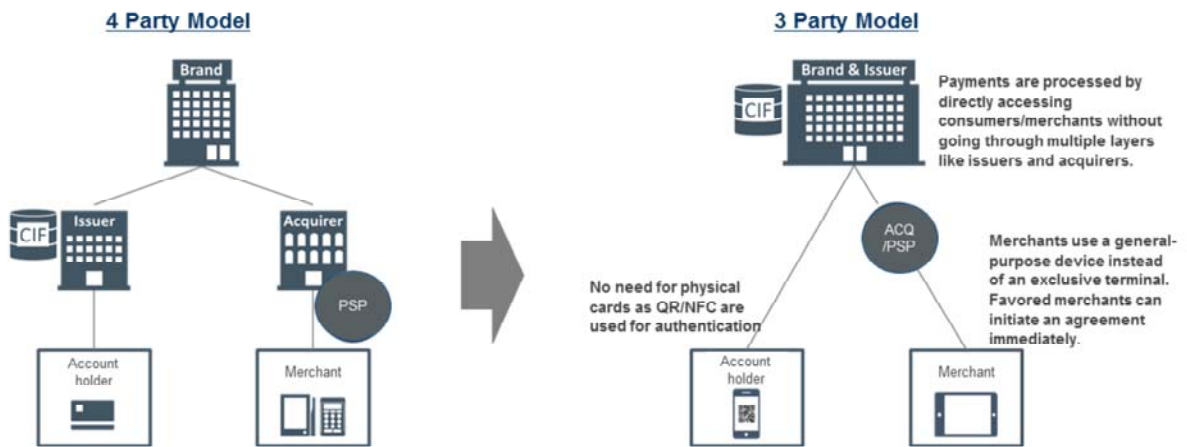 4 Party Model
Brand
CIF
Issuer
Acquirer
PSP
Account
holder
Merchant
3 Party Model
Brand & Issuer
CIF
Payments are processed by
directly accessing
consumers/merchants without
going through multiple layers
like issuers and acquirers.
ACQ
/PSP
Merchants use a general-
purpose device instead
of an exclusive terminal.
Favored merchants can
initiate an agreement
immediately.
No need for physical
cards as QR/NFC are
used for authentication
Account
holder
Merchant